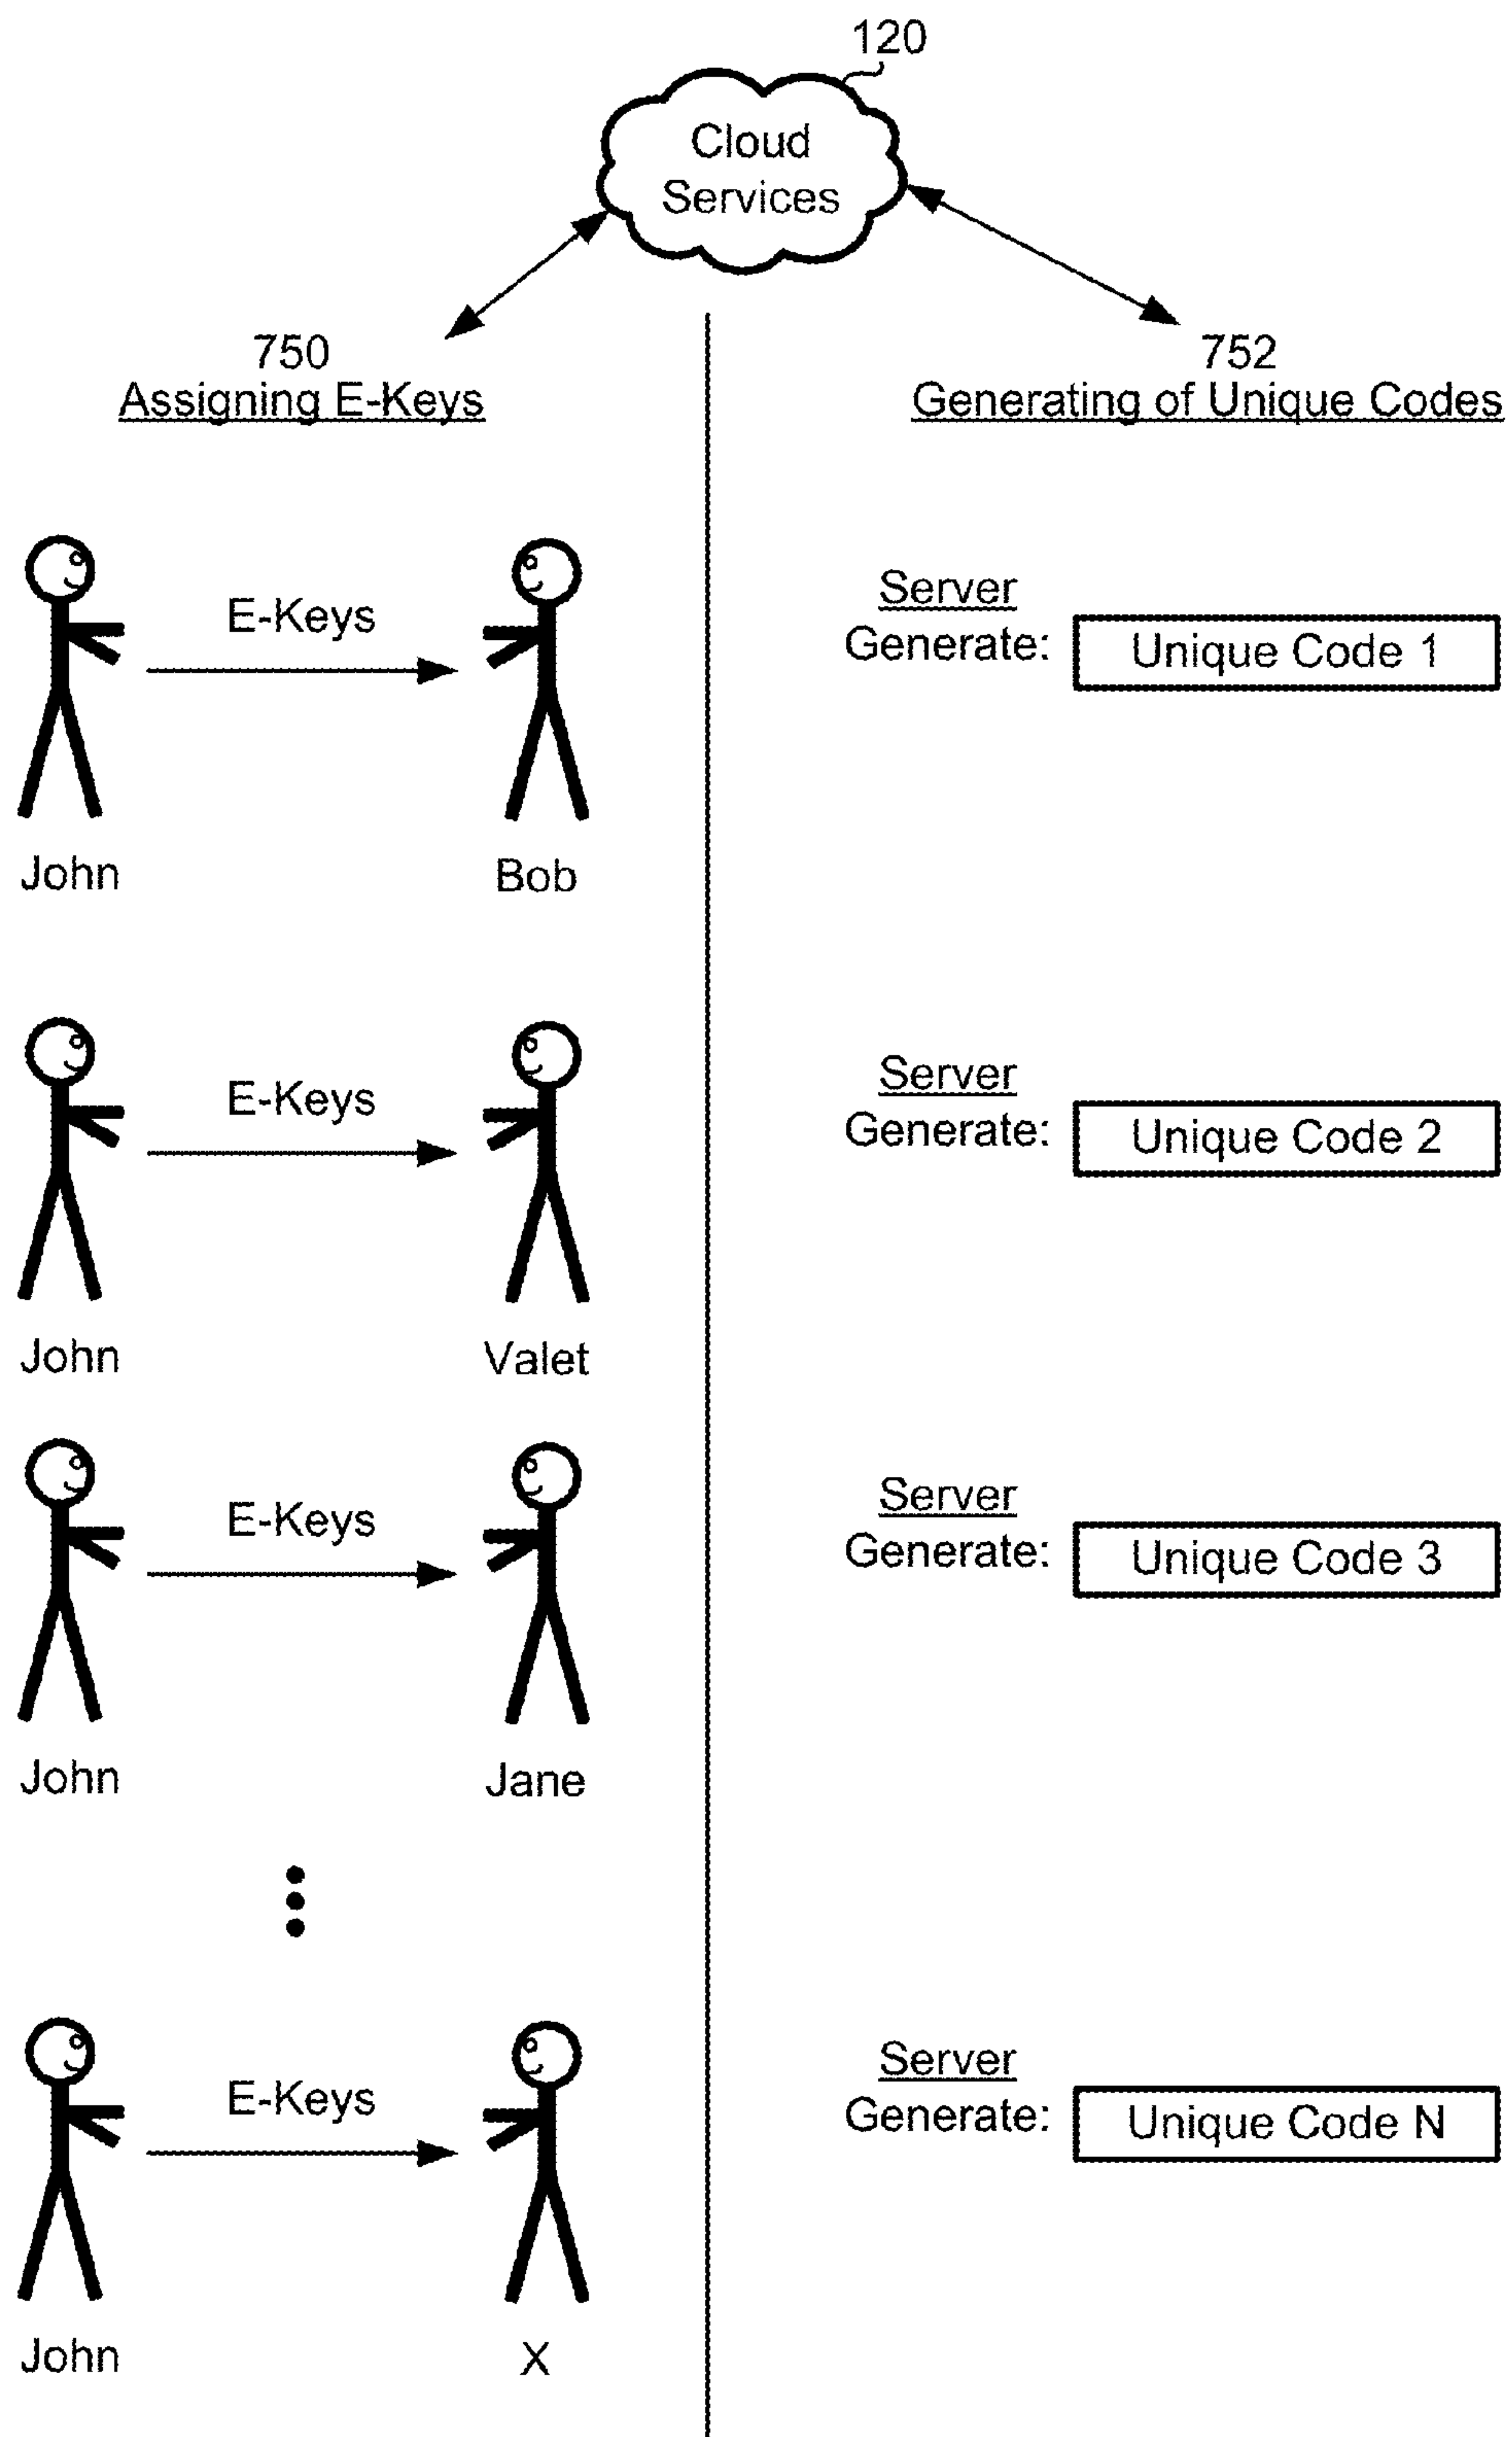 120
Cloud
Services
750
Assigning E-Keys
752
Generating of Unique Codes
E-Keys
John
Bob
Server
Generate:
Unique Code 1
E-Keys
John
Valet
Server
Generate:
Unique Code 2
E-Keys
John
Jane
Server
Generate:
Unique Code 3
E-Keys
John
X
Server
Generate:
Unique Code N